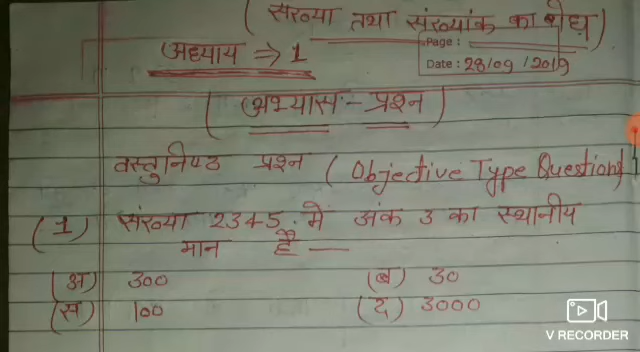 ( संख्या तथा संख्यांक का बोध )
अध्याय ⇒ 1
Page :
Date : 28/09/2019
( अभ्यास - प्रश्न )
वस्तुनिष्ठ प्रश्न ( Objective Type Question)
(1) संख्या 2345 में अंक 3 का स्थानीय
मान है —
(अ) 300 (ब) 30
(स) 100 (द) 3000
V RECORDER